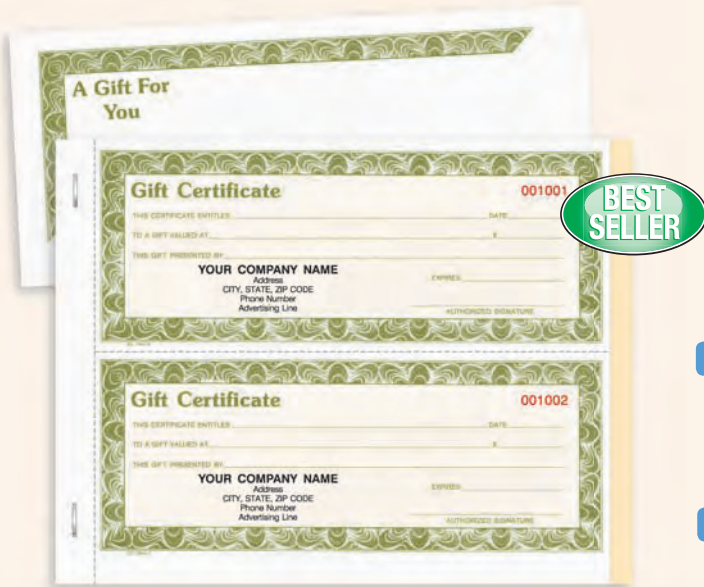 A Gift For
You
Gift Certificate 001001
BEST
SELLER
THIS CERTIFICATE ENTITLES DATE
TO A GIFT VALUED AT $
THIS GIFT PRESENTED BY
YOUR COMPANY NAME
Address EXPIRES
CITY, STATE, ZIP CODE
Phone Number
Advertising Line AUTHORIZED SIGNATURE
Gift Certificate 001002
THIS CERTIFICATE ENTITLES DATE
TO A GIFT VALUED AT $
THIS GIFT PRESENTED BY
YOUR COMPANY NAME
Address EXPIRES
CITY, STATE, ZIP CODE
Phone Number
Advertising Line AUTHORIZED SIGNATURE